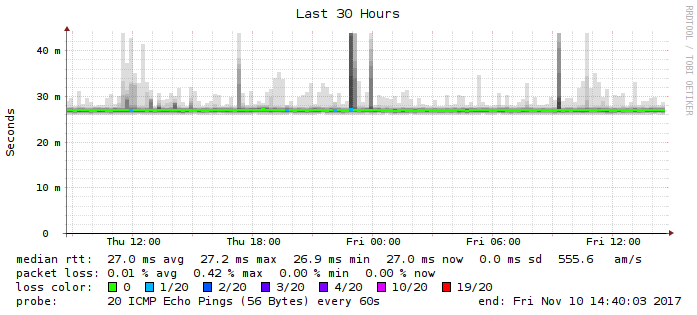 Last 30 Hours
RRDTOOL / TOBI OETIKER
Seconds
40 m
30 m
20 m
10 m
0
Thu 12:00 Thu 18:00 Fri 00:00 Fri 06:00 Fri 12:00
median rtt: 27.0 ms avg 27.2 ms max 26.9 ms min 27.0 ms now 0.0 ms sd 555.6 am/s
packet loss: 0.01 % avg 0.42 % max 0.00 % min 0.00 % now
loss color: 0 1/20 2/20 3/20 4/20 10/20 19/20
probe: 20 ICMP Echo Pings (56 Bytes) every 60s end: Fri Nov 10 14:40:03 2017